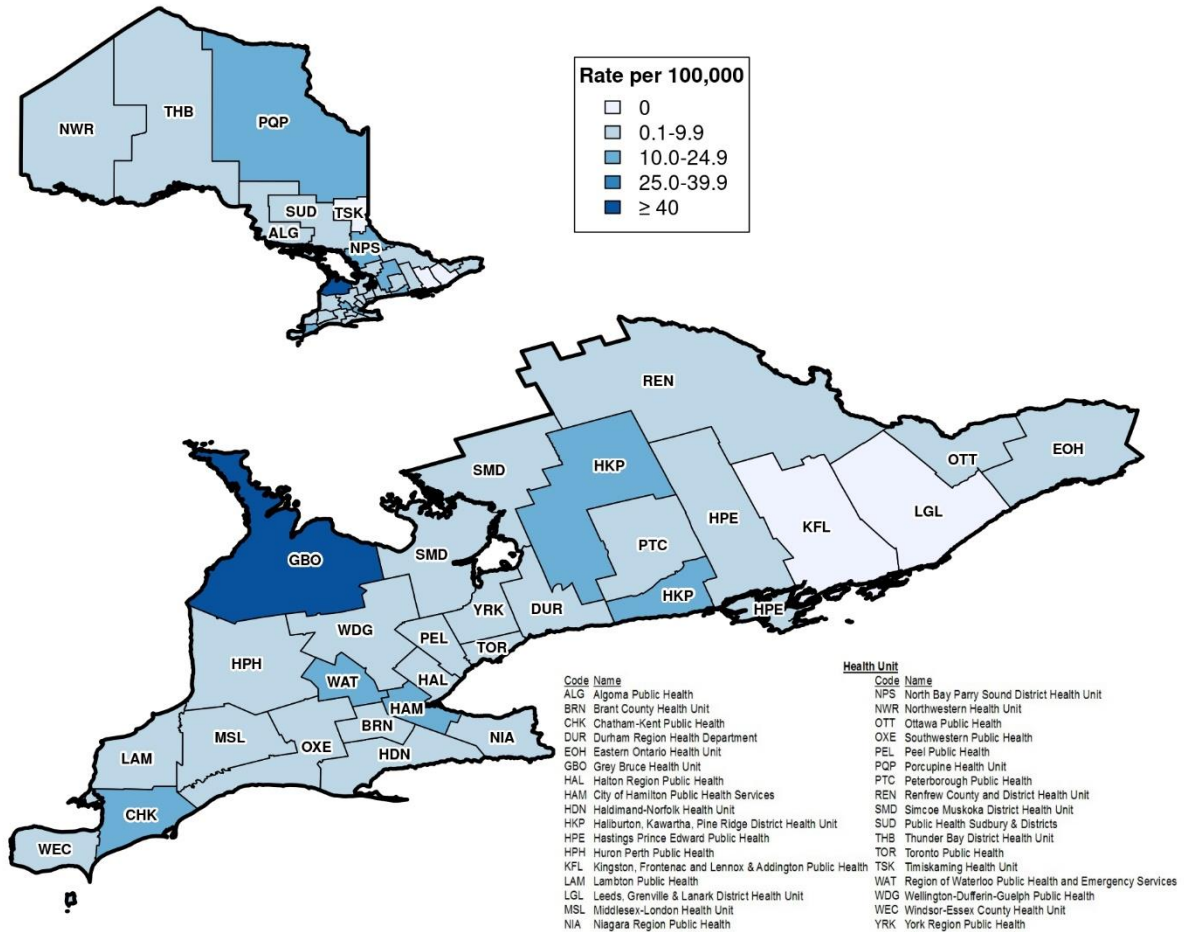 Rate per 100,000
0
0.1-9.9
10.0-24.9
25.0-39.9
≥ 40
NWR
THB
PQP
SUD
TSK
ALG
NPS
REN
SMD
HKP
OTT
EOH
HPE
KFL
LGL
GBO
SMD
PTC
HKP
HPE
YRK
DUR
WDG
PEL
TOR
HPH
WAT
HAL
HAM
BRN
NIA
MSL
OXE
HDN
LAM
CHK
WEC
Health Unit
Code Name
ALG Algoma Public Health
BRN Brant County Health Unit
CHK Chatham-Kent Public Health
DUR Durham Region Health Department
EOH Eastern Ontario Health Unit
GBO Grey Bruce Health Unit
HAL Halton Region Public Health
HAM City of Hamilton Public Health Services
HDN Haldimand-Norfolk Health Unit
HKP Haliburton, Kawartha, Pine Ridge District Health Unit
HPE Hastings Prince Edward Public Health
HPH Huron Perth Public Health
KFL Kingston, Frontenac and Lennox & Addington Public Health
LAM Lambton Public Health
LGL Leeds, Grenville & Lanark District Health Unit
MSL Middlesex-London Health Unit
NIA Niagara Region Public Health
Code Name
NPS North Bay Parry Sound District Health Unit
NWR Northwestern Health Unit
OTT Ottawa Public Health
OXE Southwestern Public Health
PEL Peel Public Health
PQP Porcupine Health Unit
PTC Peterborough Public Health
REN Renfrew County and District Health Unit
SMD Simcoe Muskoka District Health Unit
SUD Public Health Sudbury & Districts
THB Thunder Bay District Health Unit
TOR Toronto Public Health
TSK Timiskaming Health Unit
WAT Region of Waterloo Public Health and Emergency Services
WDG Wellington-Dufferin-Guelph Public Health
WEC Windsor-Essex County Health Unit
YRK York Region Public Health